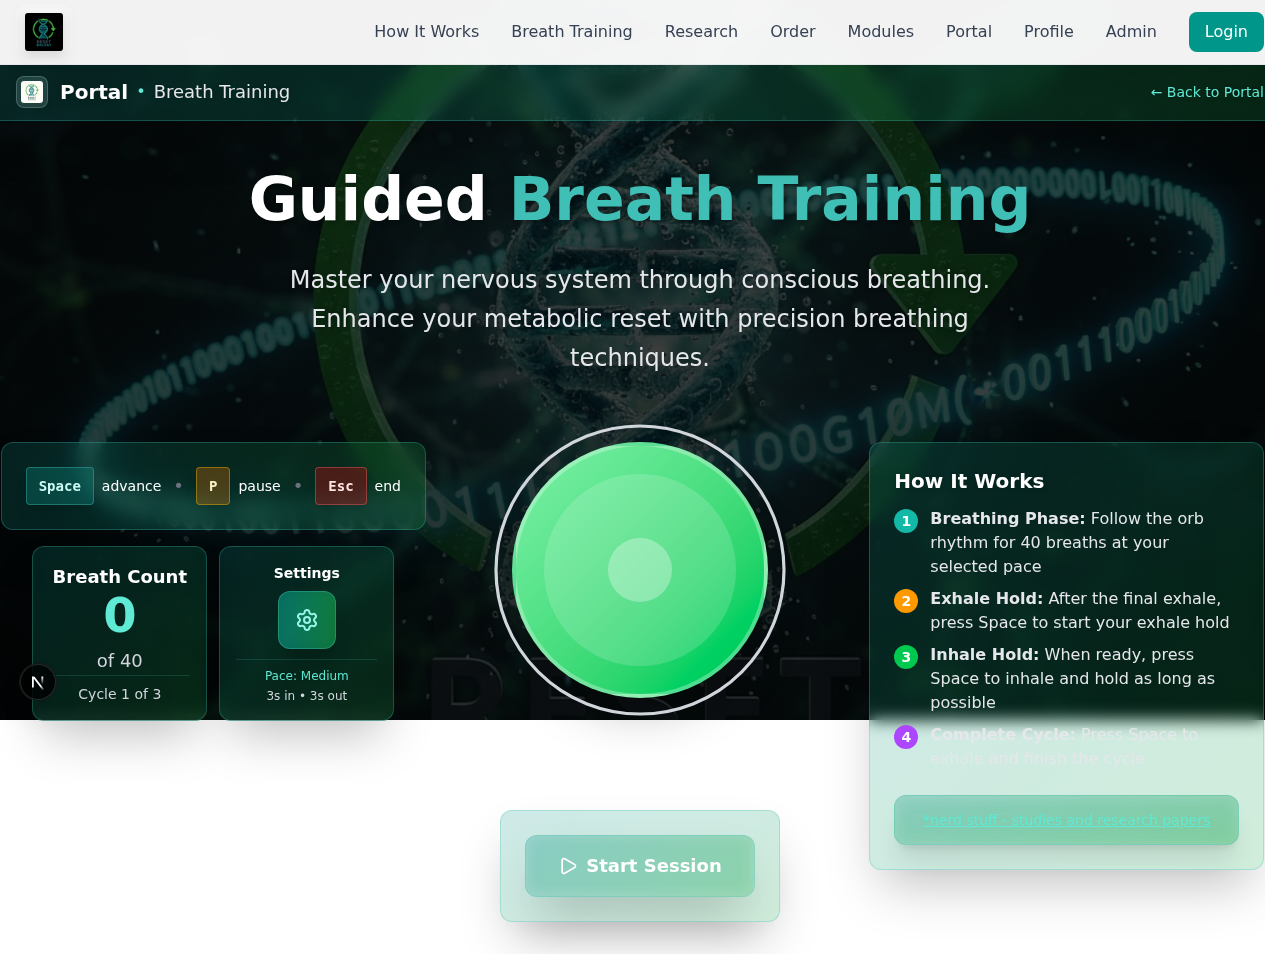 How It Works
Breath Training
Research
Order
Modules
Portal
Profile
Admin
Login
Portal • Breath Training
← Back to Portal
Guided Breath Training
Master your nervous system through conscious breathing.
Enhance your metabolic reset with precision breathing
techniques.
Space advance • P pause • Esc end
Breath Count
0
of 40
Cycle 1 of 3
Settings
Pace: Medium
3s in • 3s out
How It Works
1 Breathing Phase: Follow the orb
rhythm for 40 breaths at your
selected pace
2 Exhale Hold: After the final exhale,
press Space to start your exhale hold
3 Inhale Hold: When ready, press
Space to inhale and hold as long as
possible
4 Complete Cycle: Press Space to
exhale and finish the cycle
*nerd stuff - studies and research papers
Start Session
N
RESET